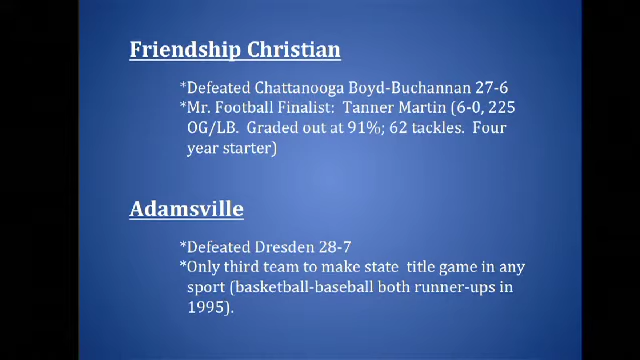 Friendship Christian
*Defeated Chattanooga Boyd-Buchannan 27-6
*Mr. Football Finalist:  Tanner Martin (6-0, 225
OG/LB.  Graded out at 91%; 62 tackles.  Four
year starter)
Adamsville
*Defeated Dresden 28-7
*Only third team to make state  title game in any
sport (basketball-baseball both runner-ups in
1995).